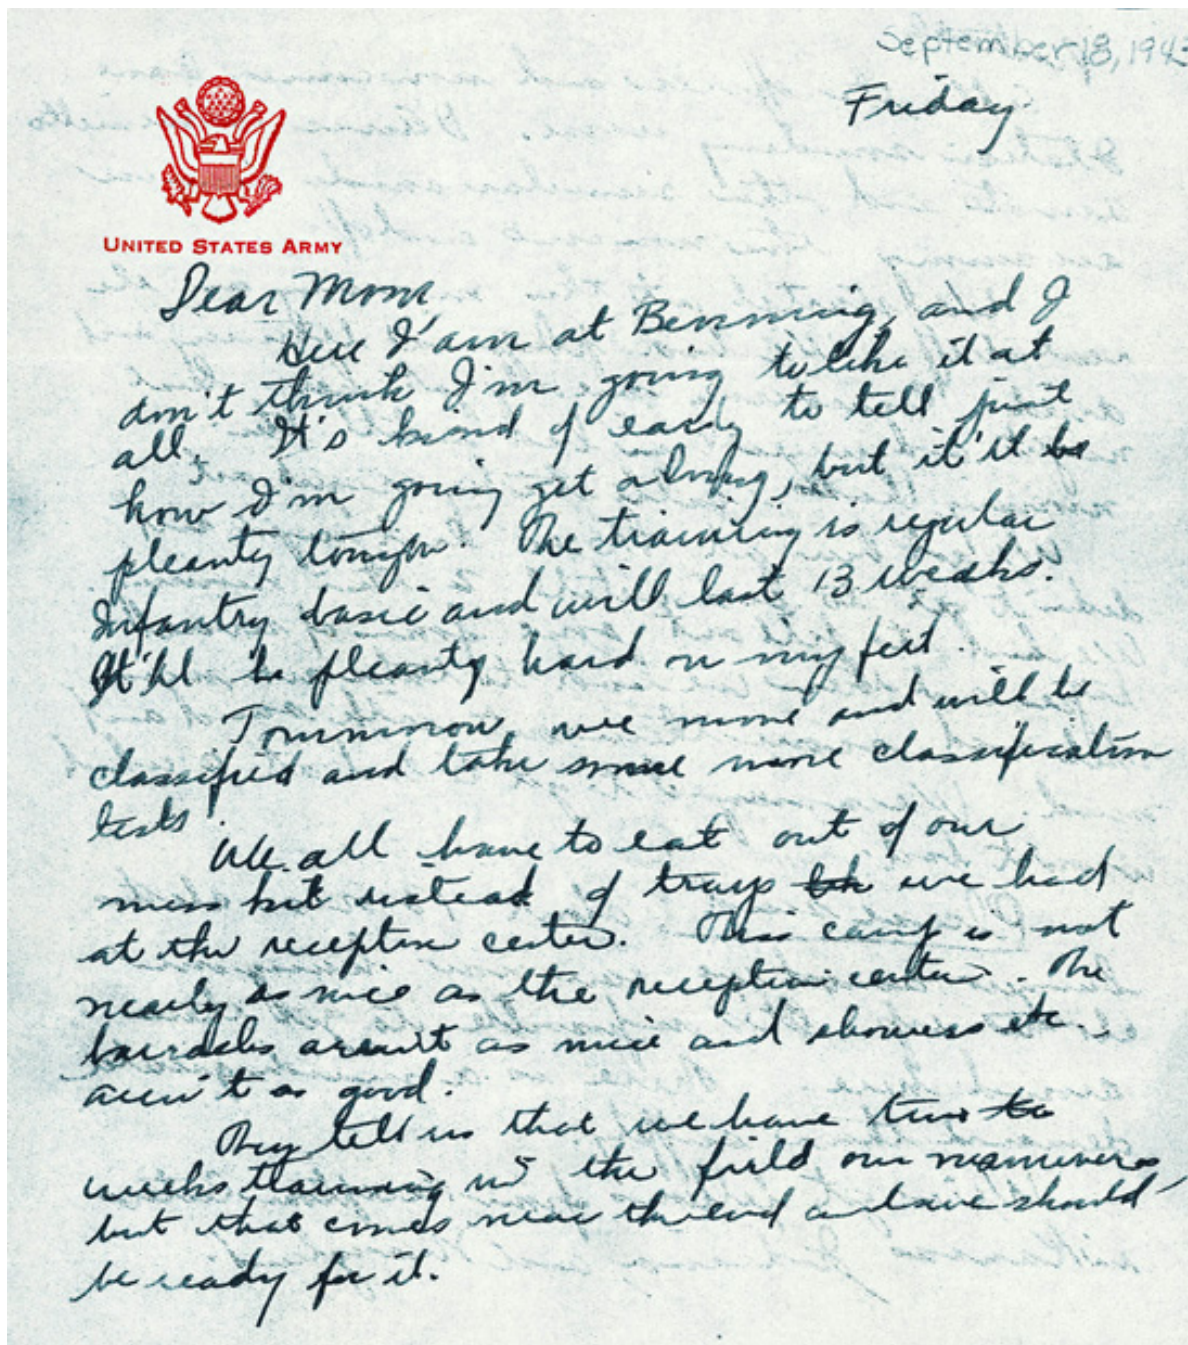 September 18, 1943
Friday
UNITED STATES ARMY
Dear Mom,
Here I am at Benning, and I
don't think I'm going to like it at
all. It's kind of early to tell just
how I'm going get along, but it'll be
pleanty tough. The training is regular
Infantry basic and will last 13 weeks.
It'll be pleanty hard on my feet.
Tommorow we move and will be
classified and take some more classification
tests.
We all have to eat out of our
mess kit instead of trays we had
at the reception center. This camp is not
nearly as nice as the reception center. The
barracks aren't as nice and showers etc.
aren't as good.
They tell us that we have two
weeks training in the field on manuvers
but that comes near the end and we should
be ready for it.